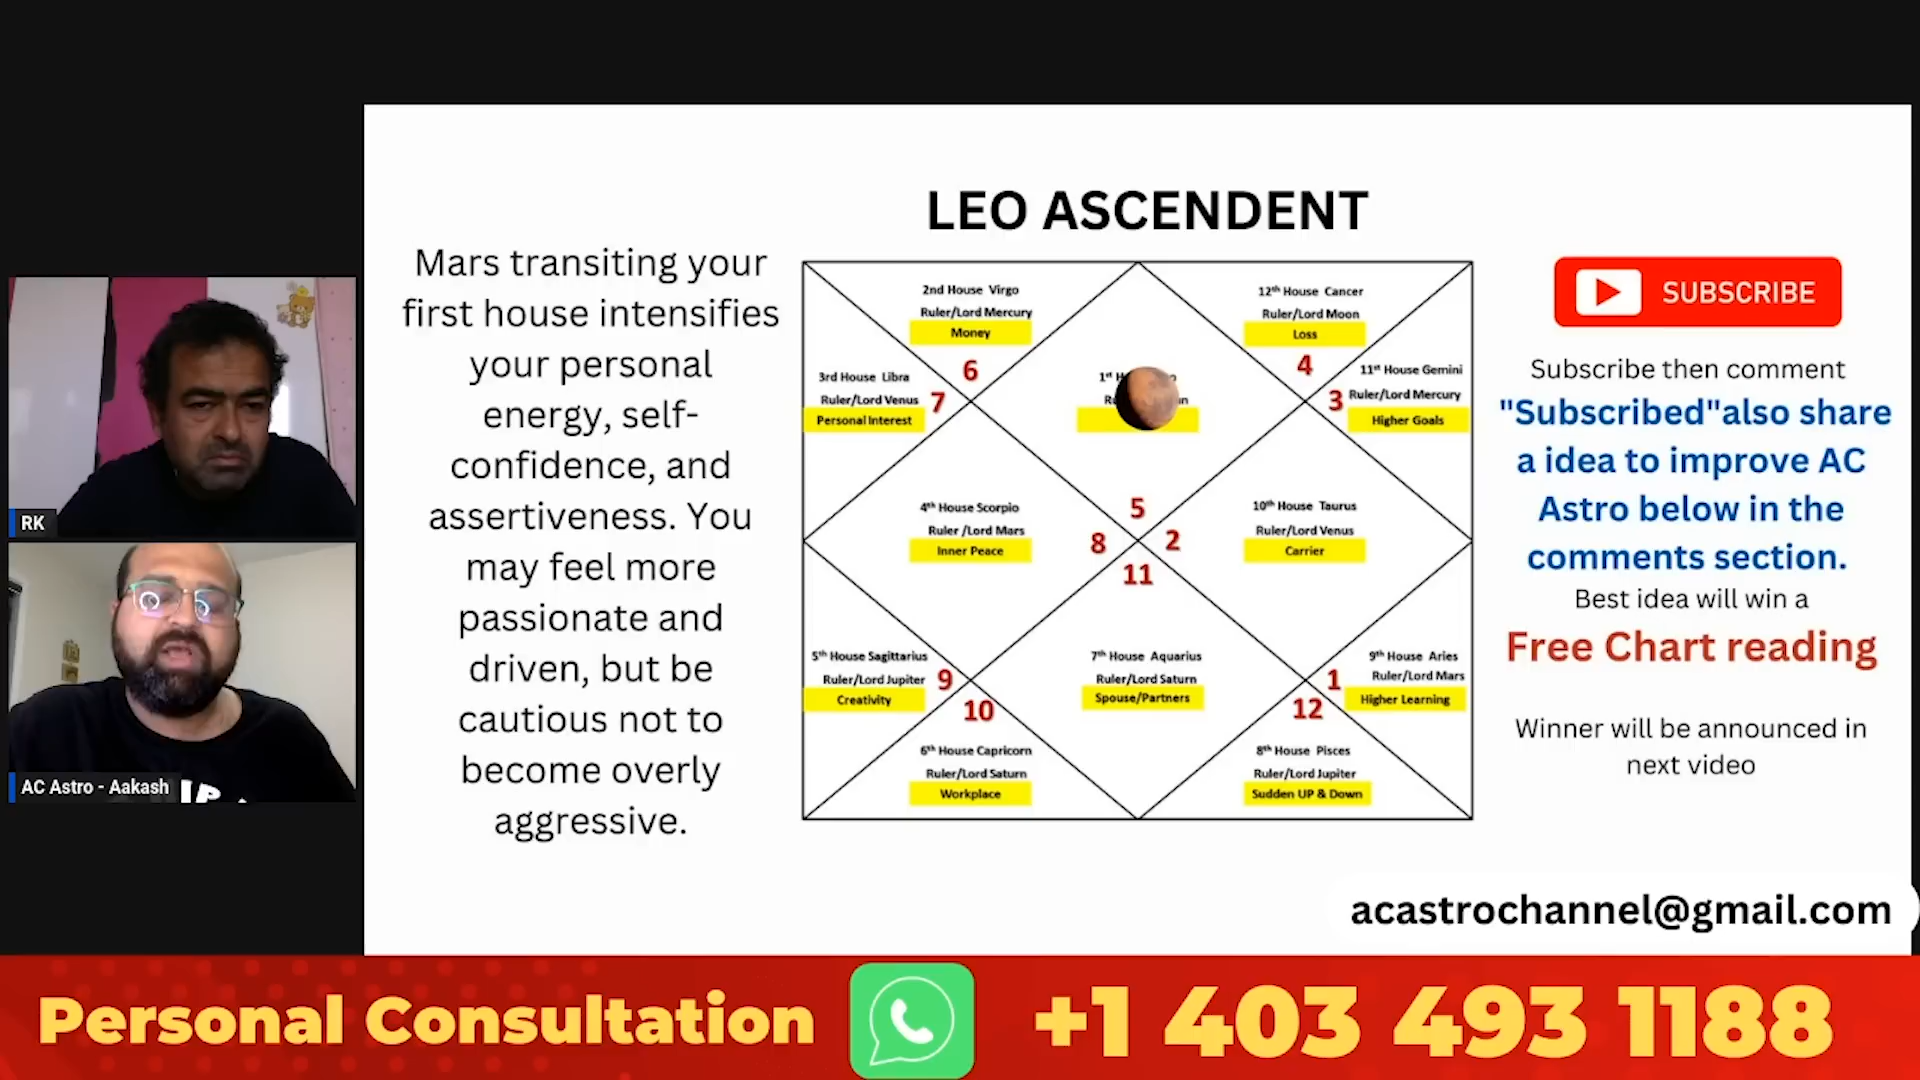 LEO ASCENDENT
Mars transiting your
first house intensifies
your personal
energy, self-
confidence, and
assertiveness. You
may feel more
passionate and
driven, but be
cautious not to
become overly
aggressive.
2nd House Virgo
Ruler/Lord Mercury
Money
6
12th House Cancer
Ruler/Lord Moon
Loss
4
3rd House Libra
Ruler/Lord Venus
Personal Interest
7
1st
11st House Gemini
Ruler/Lord Mercury
Higher Goals
3
4th House Scorpio
Ruler /Lord Mars
Inner Peace
5
8
2
11
10th House Taurus
Ruler/Lord Venus
Carrier
5th House Sagittarius
Ruler/Lord Jupiter
Creativity
9
10
7th House Aquarius
Ruler/Lord Saturn
Spouse/Partners
9th House Aries
Ruler/Lord Mars
Higher Learning
1
12
6th House Capricorn
Ruler/Lord Saturn
Workplace
8th House Pisces
Ruler/Lord Jupiter
Sudden UP & Down
SUBSCRIBE
Subscribe then comment
"Subscribed"also share
a idea to improve AC
Astro below in the
comments section.
Best idea will win a
Free Chart reading
Winner will be announced in
next video
acastrochannel@gmail.com
RK
AC Astro - Aakash
Personal Consultation
+1 403 493 1188